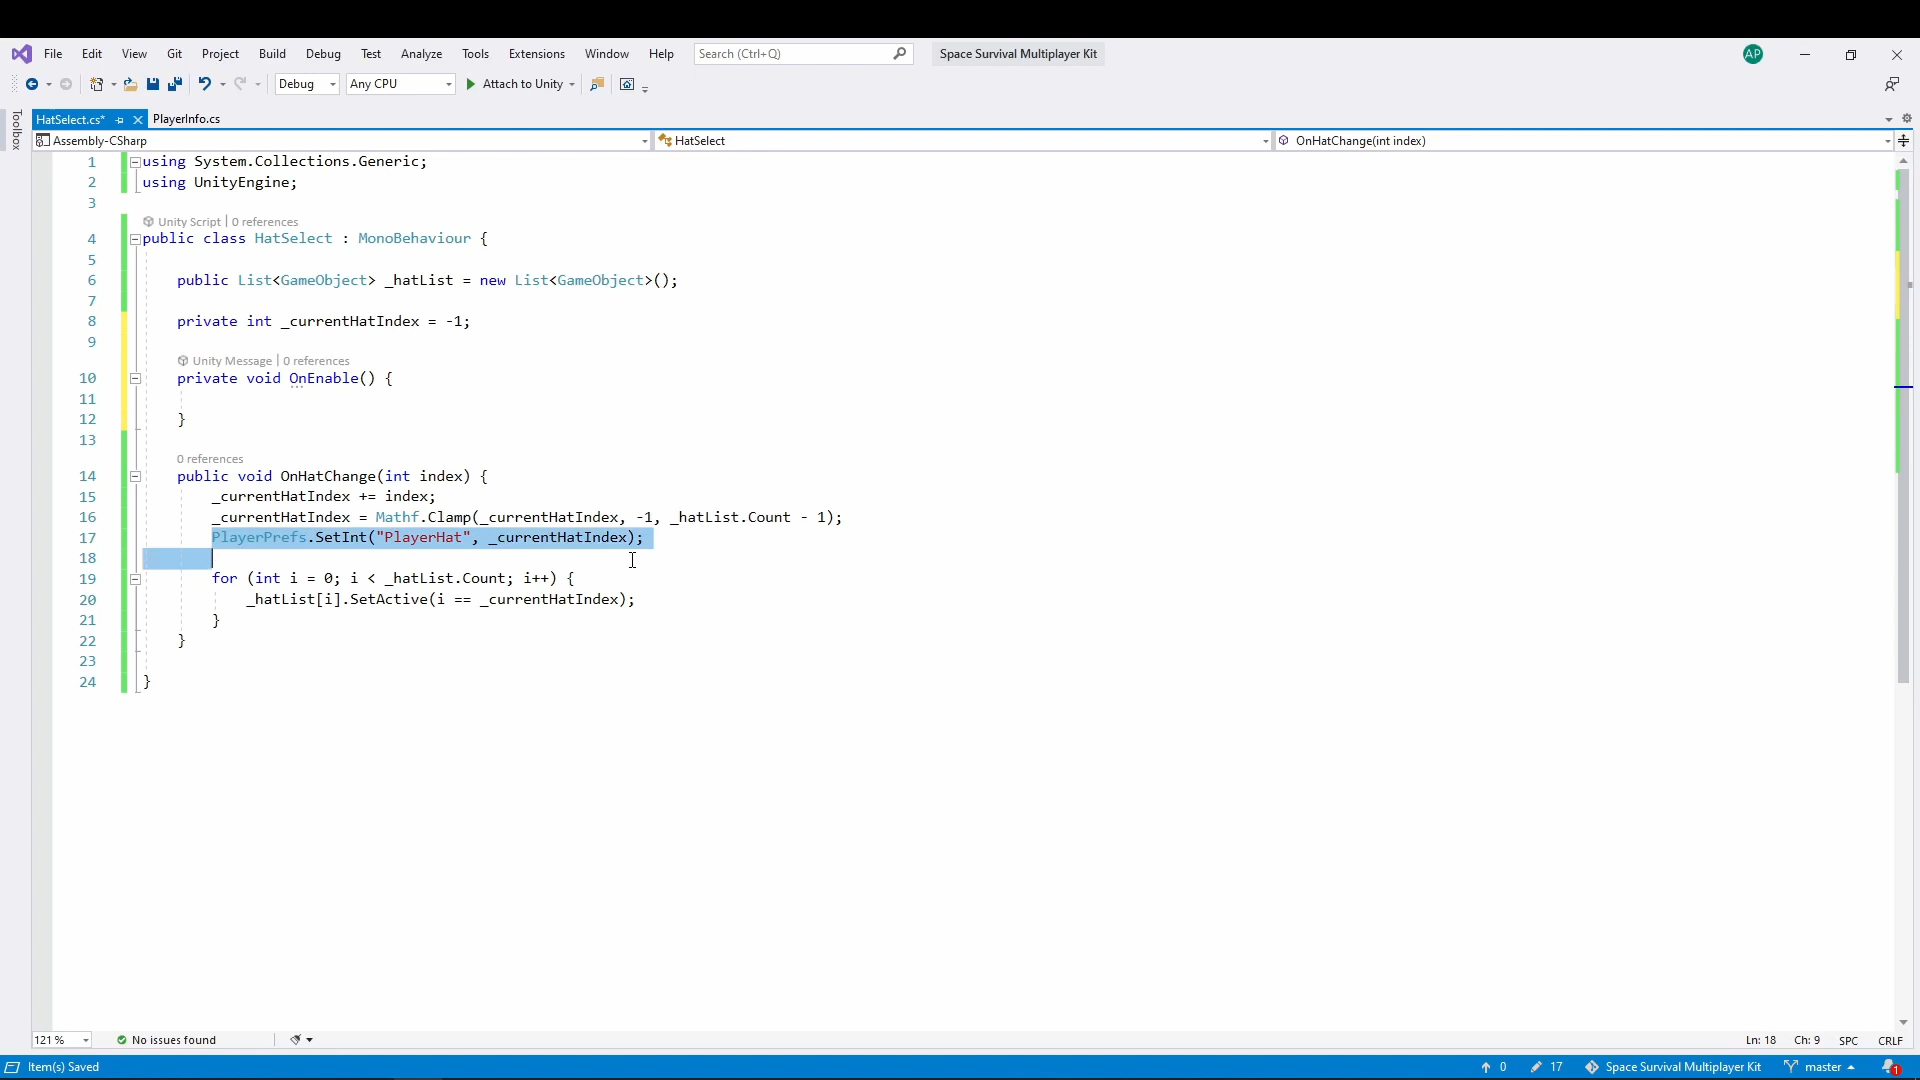 File Edit View Git Project Build Debug Test Analyze Tools Extensions Window Help Search (Ctrl+Q) Space Survival Multiplayer Kit AP
Debug Any CPU Attach to Unity
Toolbox
HatSelect.cs* PlayerInfo.cs
Assembly-CSharp HatSelect OnHatChange(int index)
1 using System.Collections.Generic;
2 using UnityEngine;
3
Unity Script | 0 references
4 public class HatSelect : MonoBehaviour {
5
6 public List<GameObject> _hatList = new List<GameObject>();
7
8 private int _currentHatIndex = -1;
9
Unity Message | 0 references
10 private void OnEnable() {
11
12 }
13
0 references
14 public void OnHatChange(int index) {
15 _currentHatIndex += index;
16 _currentHatIndex = Mathf.Clamp(_currentHatIndex, -1, _hatList.Count - 1);
17 PlayerPrefs.SetInt("PlayerHat", _currentHatIndex);
18
19 for (int i = 0; i < _hatList.Count; i++) {
20 _hatList[i].SetActive(i == _currentHatIndex);
21 }
22 }
23
24 }
121 % No issues found Ln: 18 Ch: 9 SPC CRLF
Item(s) Saved 0 17 Space Survival Multiplayer Kit master 1